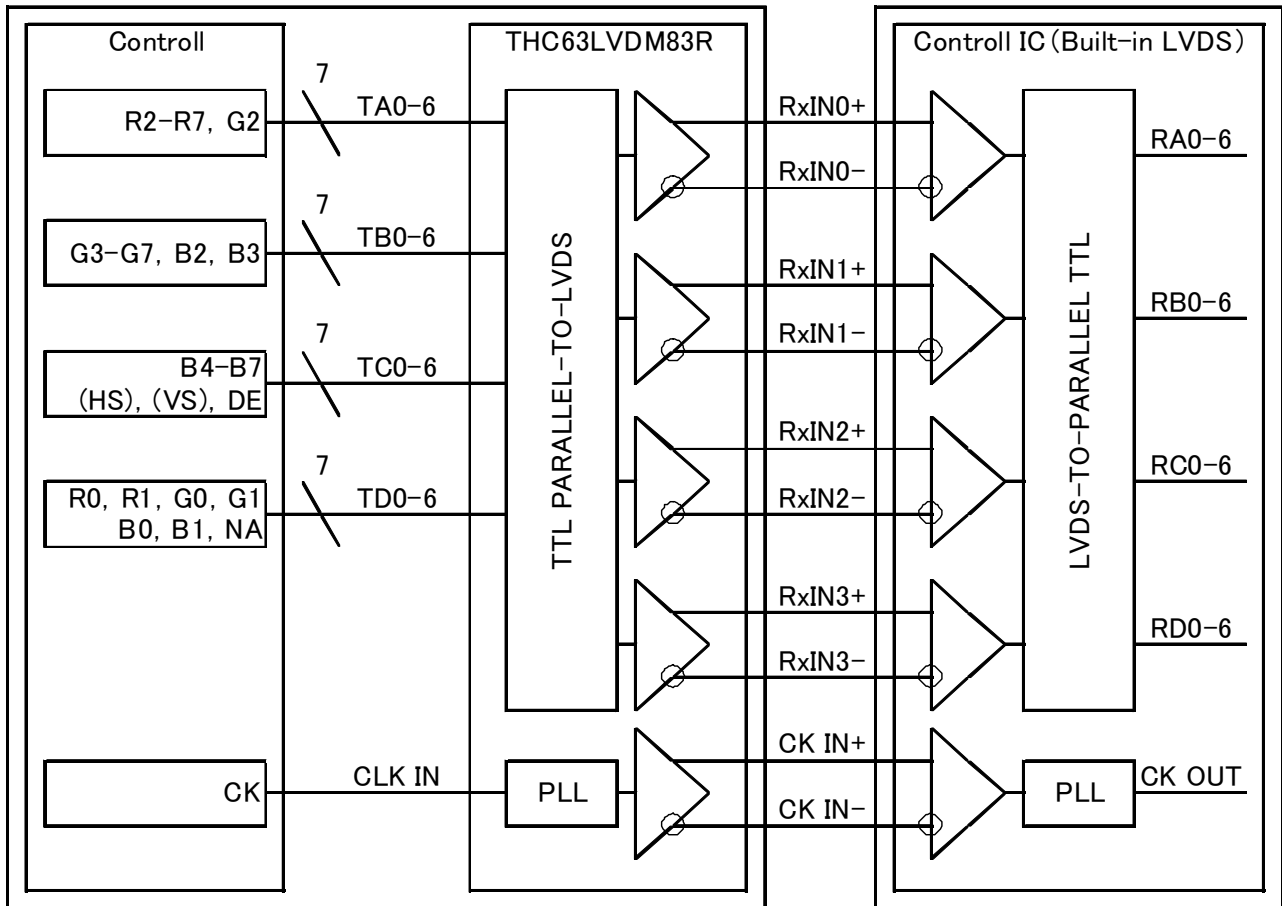 Controll
THC63LVDM83R
Controll IC(Built-in LVDS)
R2-R7, G2
7
TA0-6
G3-G7, B2, B3
7
TB0-6
B4-B7
(HS), (VS), DE
7
TC0-6
R0, R1, G0, G1
B0, B1, NA
7
TD0-6
CK
CLK IN
TTL PARALLEL-TO-LVDS
PLL
RxIN0+
RxIN0-
RxIN1+
RxIN1-
RxIN2+
RxIN2-
RxIN3+
RxIN3-
CK IN+
CK IN-
LVDS-TO-PARALLEL TTL
PLL
RA0-6
RB0-6
RC0-6
RD0-6
CK OUT